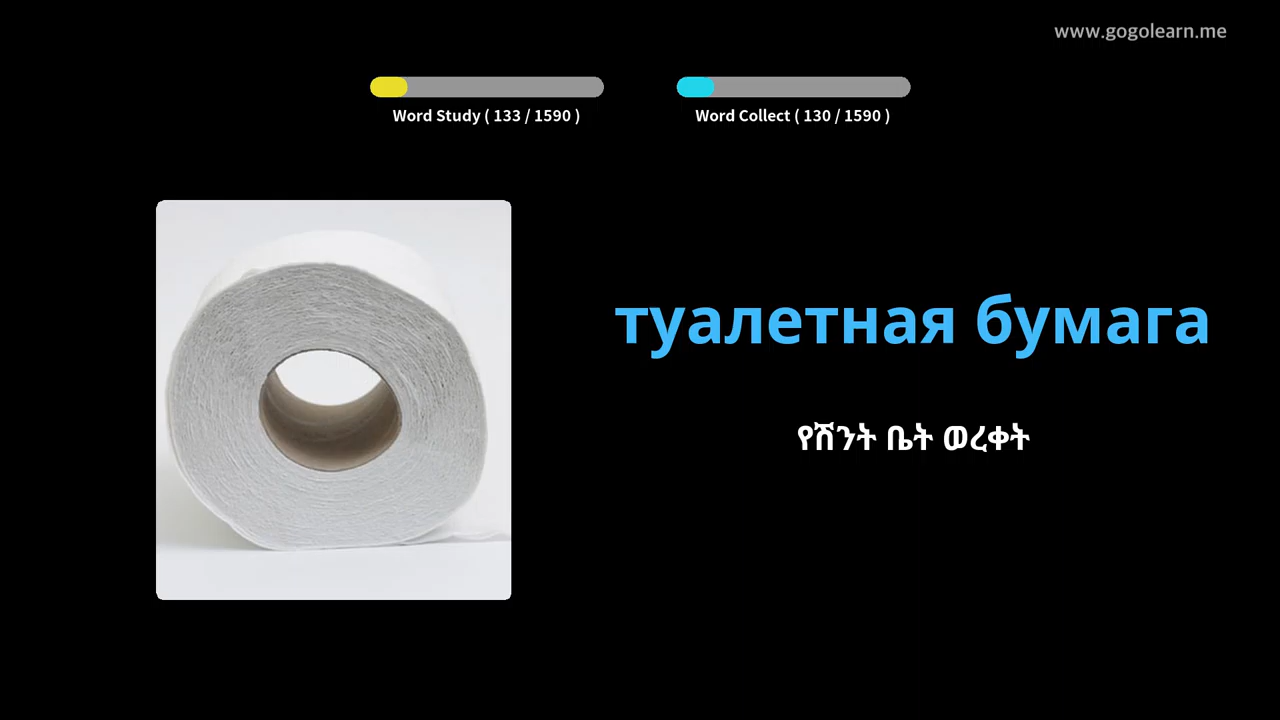 www.gogolearn.me
Word Study ( 133 / 1590 )
Word Collect ( 130 / 1590 )
туалетная бумага
የሽንት ቤት ወረቀት